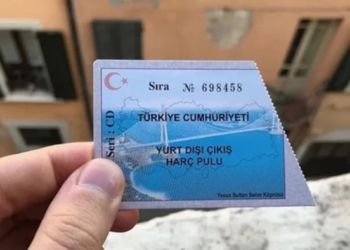 Sıra № 698458
TÜRKİYE CUMHURİYETİ
YURT DIŞI ÇIKIŞ
HARÇ PULU
Seri : CD
Yavuz Sultan Selim Köprüsü